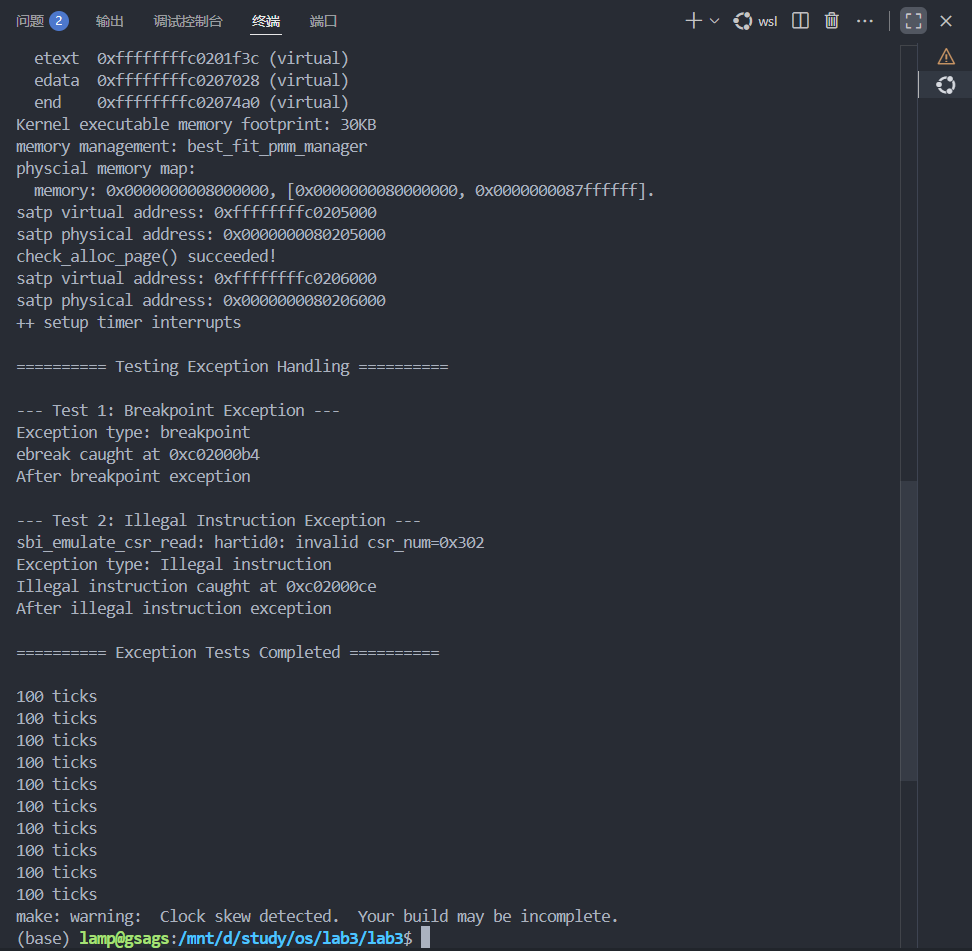 问题 2 输出 调试控制台 终端 端口 wsl
  etext  0xffffffffc0201f3c (virtual)
  edata  0xffffffffc0207028 (virtual)
  end    0xffffffffc02074a0 (virtual)
Kernel executable memory footprint: 30KB
memory management: best_fit_pmm_manager
physcial memory map:
  memory: 0x0000000008000000, [0x0000000080000000, 0x0000000087ffffff].
satp virtual address: 0xffffffffc0205000
satp physical address: 0x0000000080205000
check_alloc_page() succeeded!
satp virtual address: 0xffffffffc0206000
satp physical address: 0x0000000080206000
++ setup timer interrupts
========== Testing Exception Handling ==========
--- Test 1: Breakpoint Exception ---
Exception type: breakpoint
ebreak caught at 0xc02000b4
After breakpoint exception
--- Test 2: Illegal Instruction Exception ---
sbi_emulate_csr_read: hartid0: invalid csr_num=0x302
Exception type: Illegal instruction
Illegal instruction caught at 0xc02000ce
After illegal instruction exception
========== Exception Tests Completed ==========
100 ticks
100 ticks
100 ticks
100 ticks
100 ticks
100 ticks
100 ticks
100 ticks
100 ticks
100 ticks
make: warning:  Clock skew detected.  Your build may be incomplete.
(base) lamp@gsags:/mnt/d/study/os/lab3/lab3$